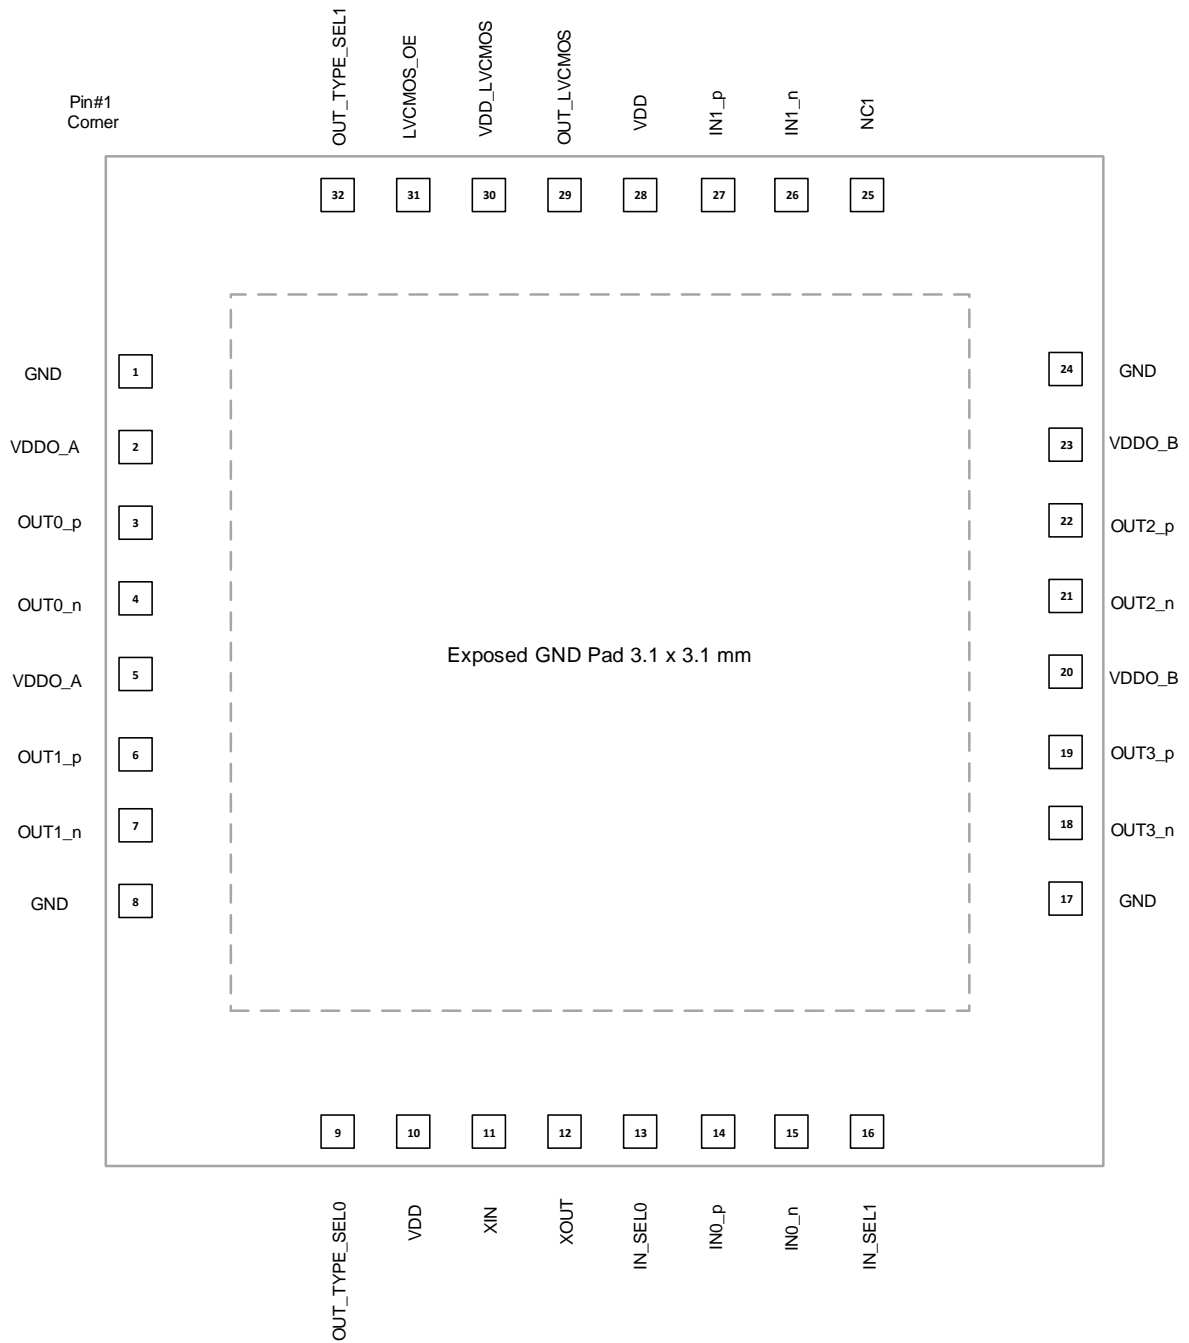 OUT_TYPE_SEL1
LVCMOS_OE
VDD_LVCMOS
OUT_LVCMOS
VDD
IN1_p
IN1_n
NC1
Pin#1
Corner
32
31
30
29
28
27
26
25
GND
1
24
GND
VDDO_A
2
23
VDDO_B
OUT0_p
3
22
OUT2_p
OUT0_n
4
21
OUT2_n
Exposed GND Pad 3.1 x 3.1 mm
VDDO_A
5
20
VDDO_B
OUT1_p
6
19
OUT3_p
OUT1_n
7
18
OUT3_n
GND
8
17
GND
9
10
11
12
13
14
15
16
OUT_TYPE_SEL0
VDD
XIN
XOUT
IN_SEL0
IN0_p
IN0_n
IN_SEL1